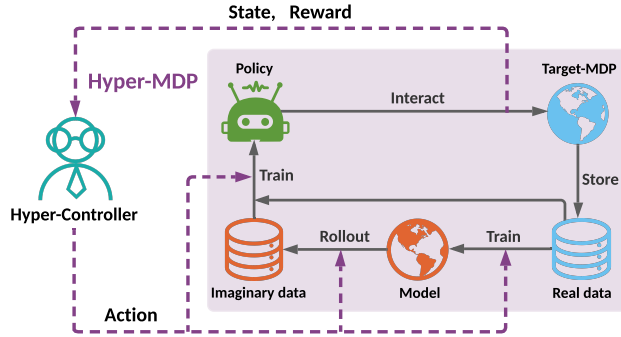 State, Reward
Hyper-MDP
Policy
Target-MDP
Interact
Train
Store
Hyper-Controller
Rollout
Train
Imaginary data
Model
Real data
Action